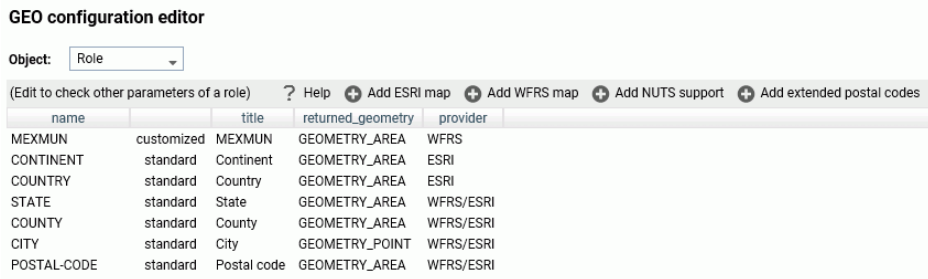 GEO configuration editor
Object: Role
(Edit to check other parameters of a role) ? Help Add ESRI map Add WFRS map Add NUTS support Add extended postal codes
name title returned_geometry provider
MEXMUN customized MEXMUN GEOMETRY_AREA WFRS
CONTINENT standard Continent GEOMETRY_AREA ESRI
COUNTRY standard Country GEOMETRY_AREA ESRI
STATE standard State GEOMETRY_AREA WFRS/ESRI
COUNTY standard County GEOMETRY_AREA WFRS/ESRI
CITY standard City GEOMETRY_POINT WFRS/ESRI
POSTAL-CODE standard Postal code GEOMETRY_AREA WFRS/ESRI